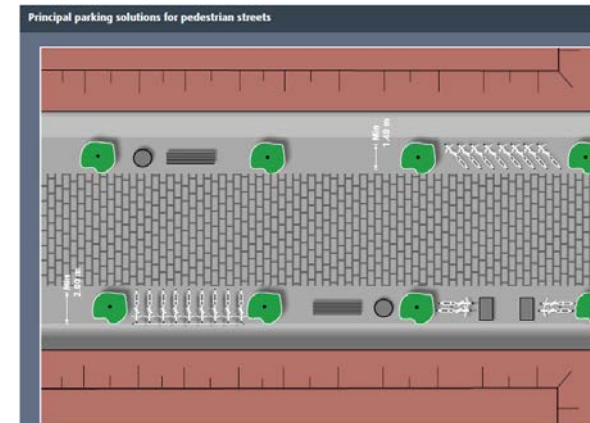 Principal parking solutions for pedestrian streets
Min
1.40 m
Min
2.00 m